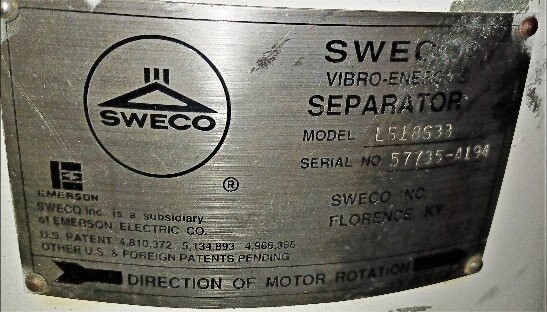 SWECO
VIBRO-ENERGY®
SEPARATOR
MODEL LS18S33
SERIAL NO 57735-4194
SWECO
®
EMERSON
SWECO Inc. is a subsidiary
of EMERSON ELECTRIC CO.
U.S. PATENT 4,810,372 5,134,893 4,965,355
OTHER U.S. & FOREIGN PATENTS PENDING
SWECO INC.
FLORENCE KY.
DIRECTION OF MOTOR ROTATION